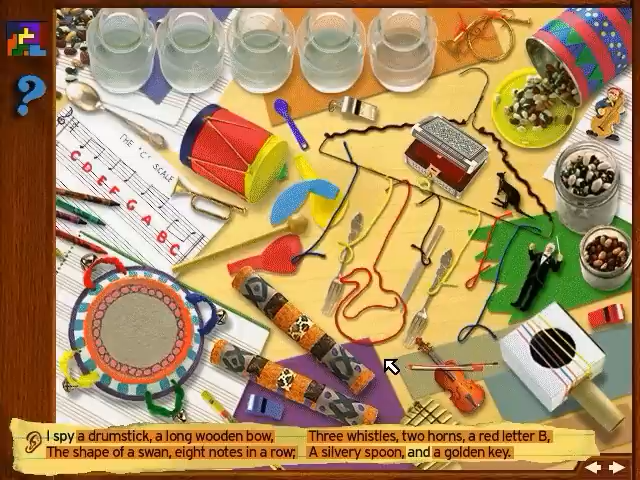 THE "C" SCALE
C D E F G A B C
I spy a drumstick, a long wooden bow,
The shape of a swan, eight notes in a row;
Three whistles, two horns, a red letter B,
A silvery spoon, and a golden key.